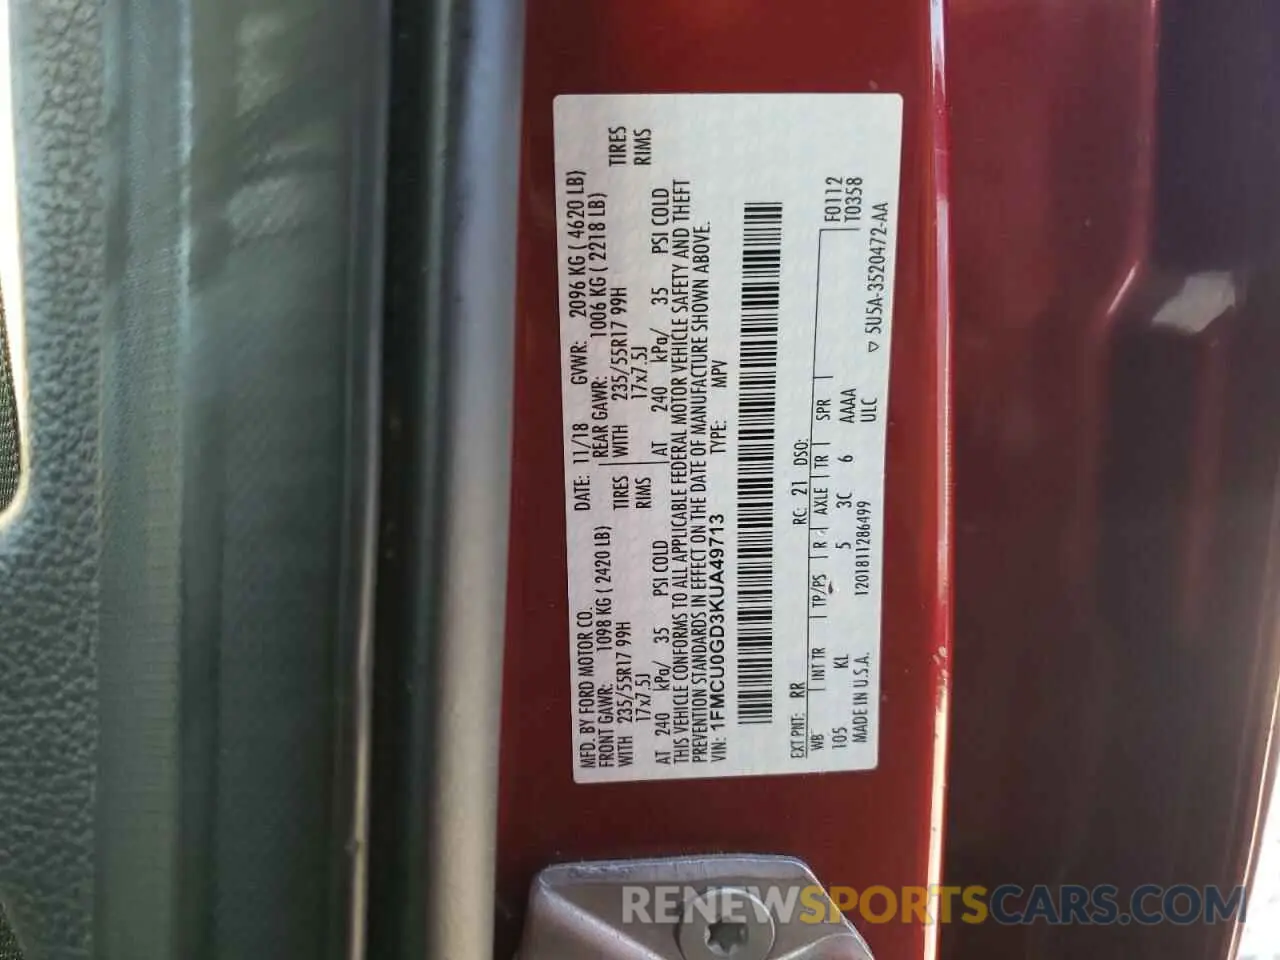 MFD. BY FORD MOTOR CO.
DATE: 11/18 GVWR: 2096 KG ( 4620 LB)
FRONT GAWR: 1098 KG ( 2420 LB) REAR GAWR: 1006 KG ( 2218 LB)
WITH 235/55R17 99H TIRES WITH 235/55R17 99H TIRES
17x7.5J RIMS 17x7.5J RIMS
AT 240 kPa/ 35 PSI COLD AT 240 kPa/ 35 PSI COLD
THIS VEHICLE CONFORMS TO ALL APPLICABLE FEDERAL MOTOR VEHICLE SAFETY AND THEFT
PREVENTION STANDARDS IN EFFECT ON THE DATE OF MANUFACTURE SHOWN ABOVE.
VIN: 1FMCU0GD3KUA49713 TYPE: MPV
EXT PNT: RR RC: 21 DSO: F0112
WB INT TR TP/PS R AXLE TR SPR T0358
105 KL 5 3C 6 AAAA
MADE IN U.S.A. 1201811286499 ULC 5U5A-3520472-AA
RENEWSPORTSCARS.COM